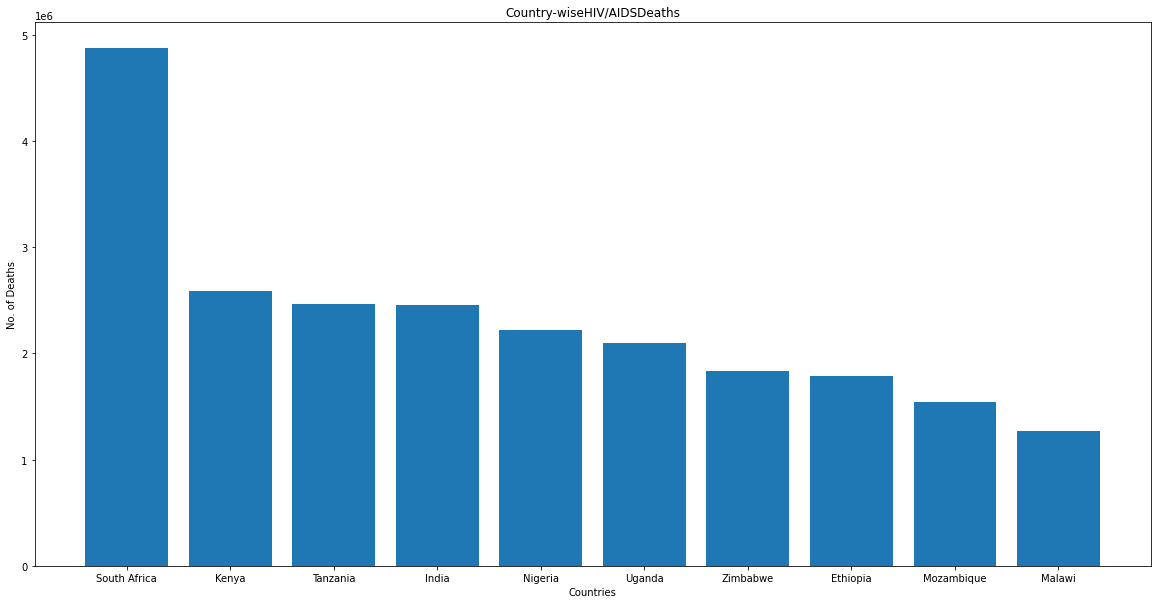 Country-wiseHIV/AIDSDeaths
1e6
5
4
3
2
1
0
No. of Deaths
South Africa Kenya Tanzania India Nigeria Uganda Zimbabwe Ethiopia Mozambique Malawi
Countries